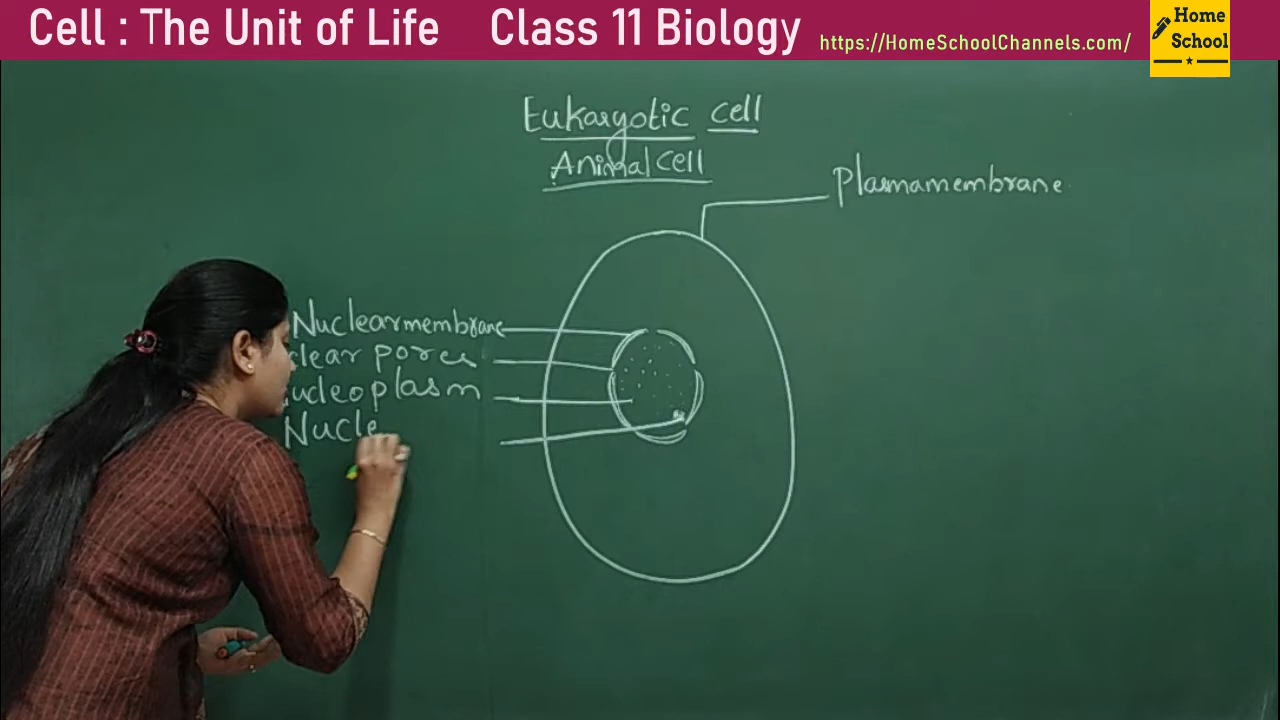 Cell : The Unit of Life Class 11 Biology https://HomeSchoolChannels.com/
Home
School
Eukaryotic cell
Animal cell
Plasmamembrane
Nuclearmembrane
clear pores
ucleoplasm
Nucle